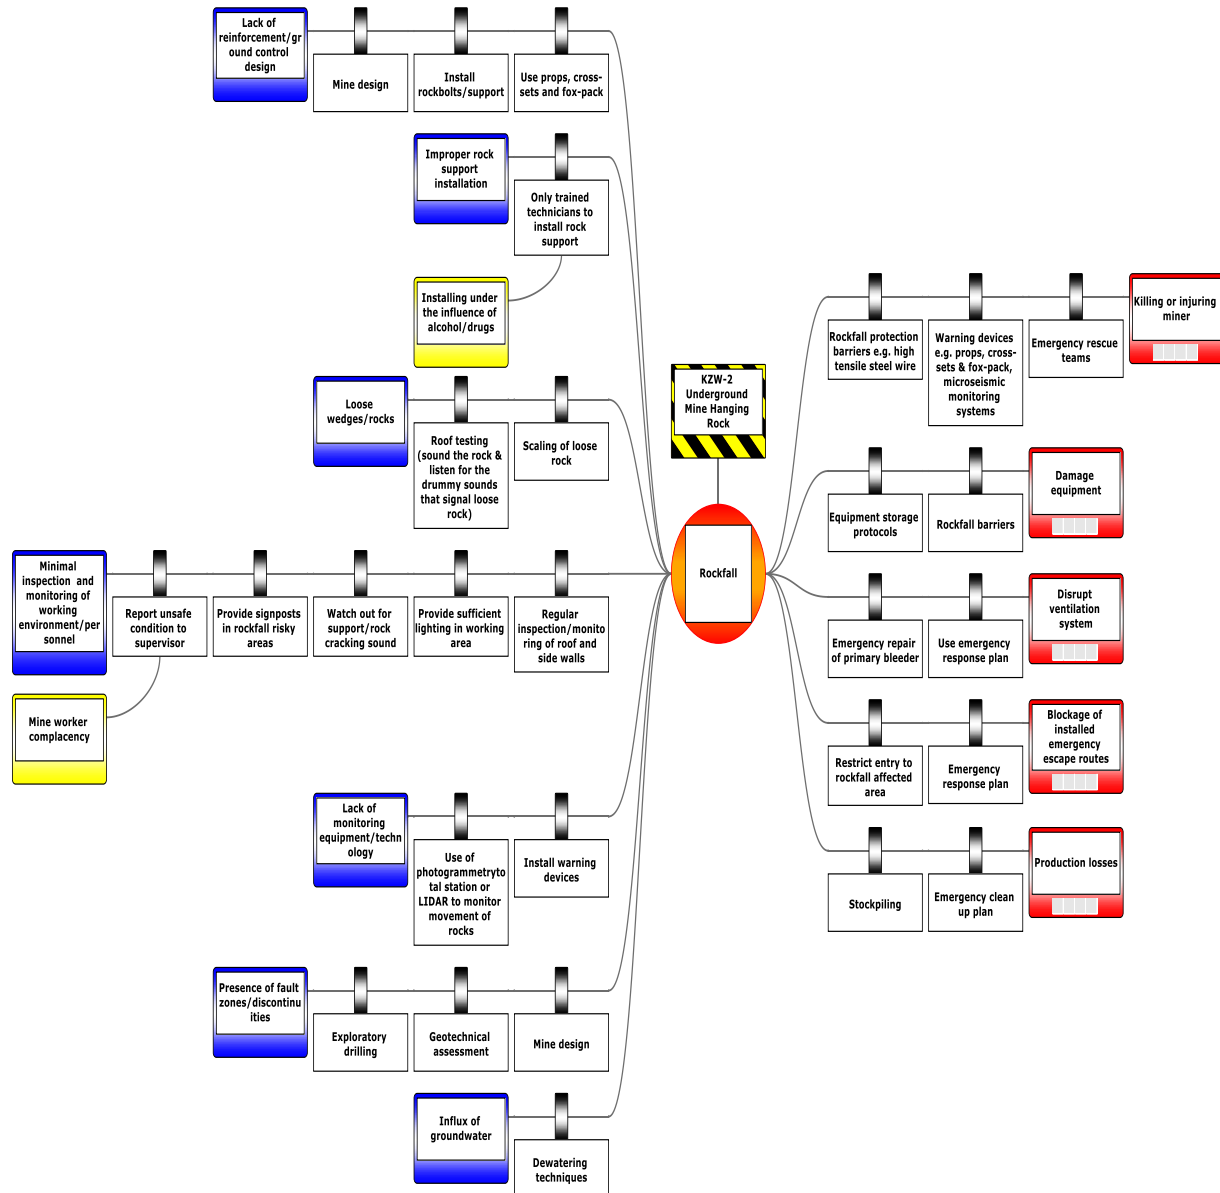 Lack of
reinforcement/gr
ound control
design
Mine design
Install
rockbolts/support
Use props, cross-
sets and fox-pack
Improper rock
support
installation
Only trained
technicians to
install rock
support
Installing under
the influence of
alcohol/drugs
Loose
wedges/rocks
Roof testing
(sound the rock &
listen for the
drummy sounds
that signal loose
rock)
Scaling of loose
rock
Minimal
inspection and
monitoring of
working
environment/per
sonnel
Report unsafe
condition to
supervisor
Provide signposts
in rockfall risky
areas
Watch out for
support/rock
cracking sound
Provide sufficient
lighting in working
area
Regular
inspection/monito
ring of roof and
side walls
Mine worker
complacency
Lack of
monitoring
equipment/techn
ology
Use of
photogrammetryto
tal station or
LIDAR to monitor
movement of
rocks
Install warning
devices
Presence of fault
zones/discontinu
ities
Exploratory
drilling
Geotechnical
assessment
Mine design
Influx of
groundwater
Dewatering
techniques
KZW-2
Underground
Mine Hanging
Rock
Rockfall
Rockfall protection
barriers e.g. high
tensile steel wire
Warning devices
e.g. props, cross-
sets & fox-pack,
microseismic
monitoring
systems
Emergency rescue
teams
Killing or injuring
miner
Equipment storage
protocols
Rockfall barriers
Damage
equipment
Emergency repair
of primary bleeder
Use emergency
response plan
Disrupt
ventilation
system
Restrict entry to
rockfall affected
area
Emergency
response plan
Blockage of
installed
emergency
escape routes
Stockpiling
Emergency clean
up plan
Production losses